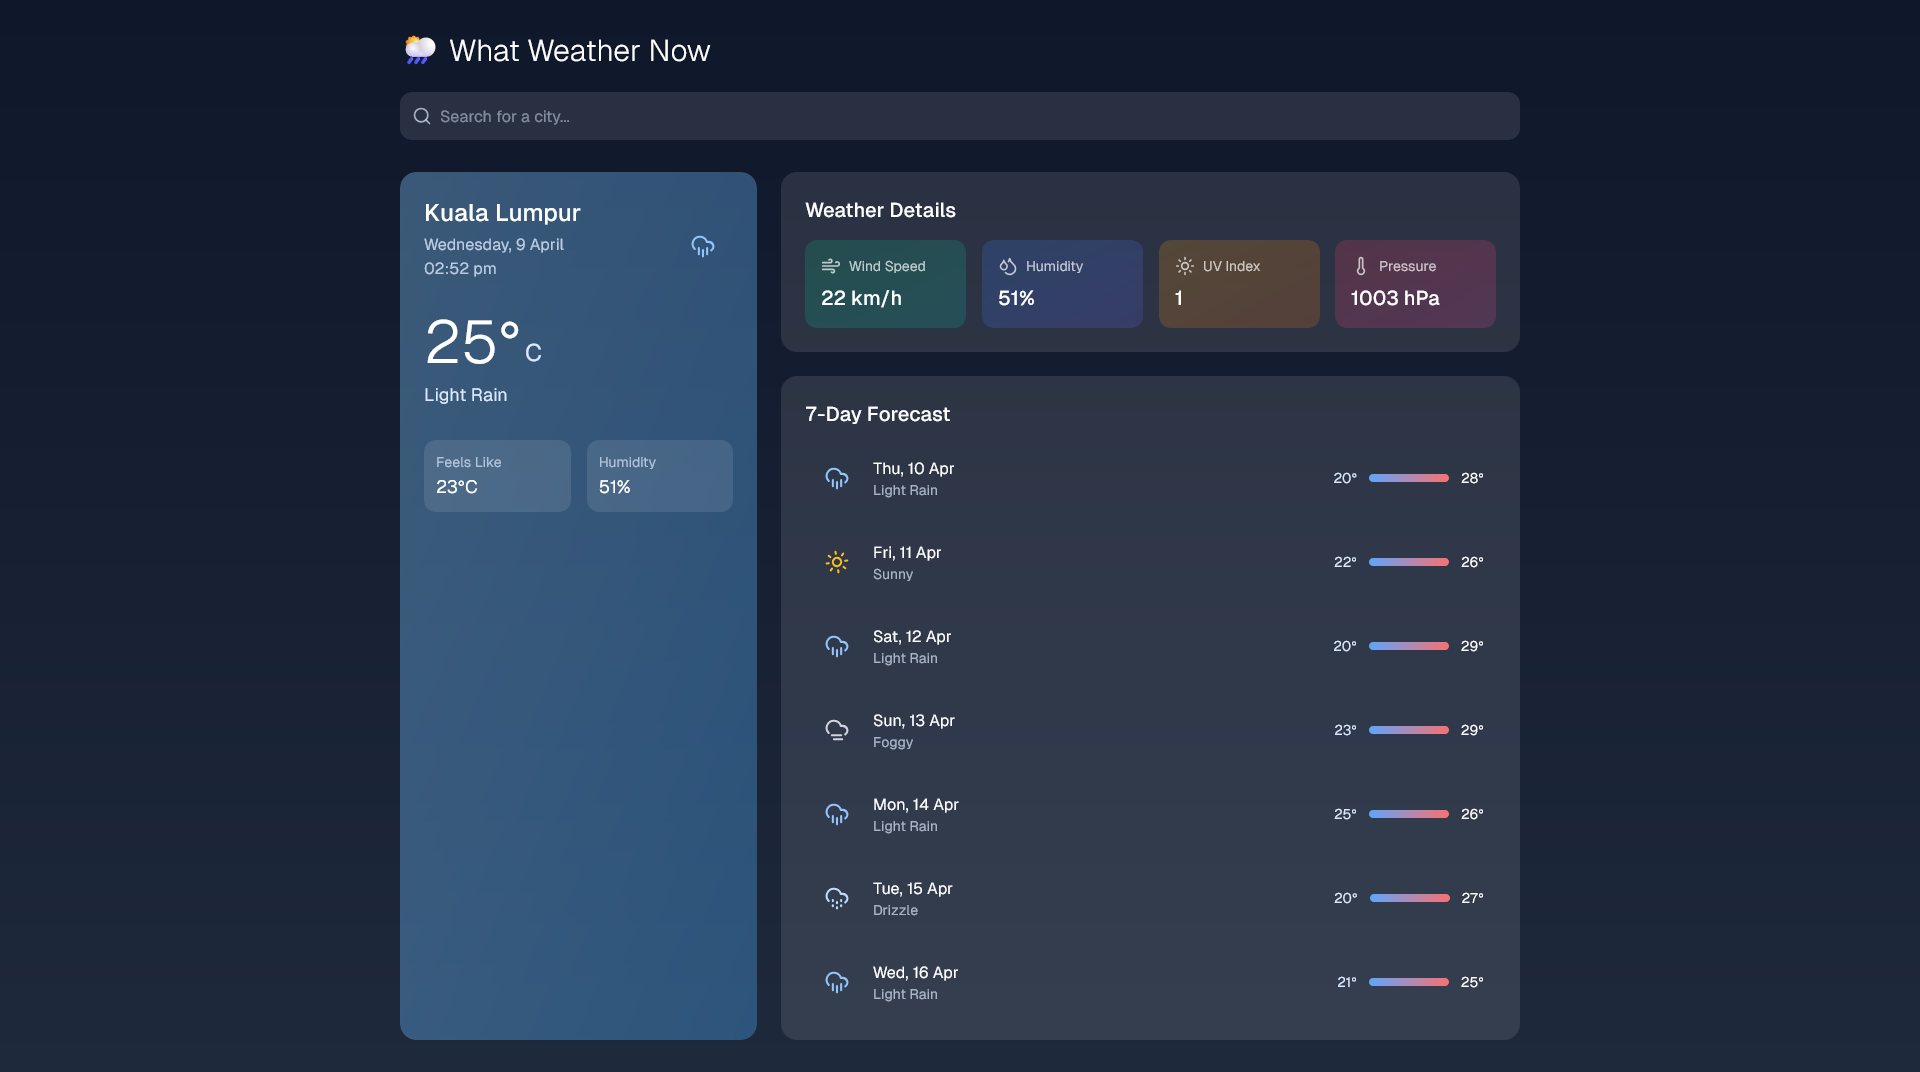 What Weather Now
Search for a city...
Kuala Lumpur
Wednesday, 9 April
02:52 pm
25° C
Light Rain
Feels Like
23°C
Humidity
51%
Weather Details
Wind Speed
22 km/h
Humidity
51%
UV Index
1
Pressure
1003 hPa
7-Day Forecast
Thu, 10 Apr
Light Rain
20° 28°
Fri, 11 Apr
Sunny
22° 26°
Sat, 12 Apr
Light Rain
20° 29°
Sun, 13 Apr
Foggy
23° 29°
Mon, 14 Apr
Light Rain
25° 26°
Tue, 15 Apr
Drizzle
20° 27°
Wed, 16 Apr
Light Rain
21° 25°